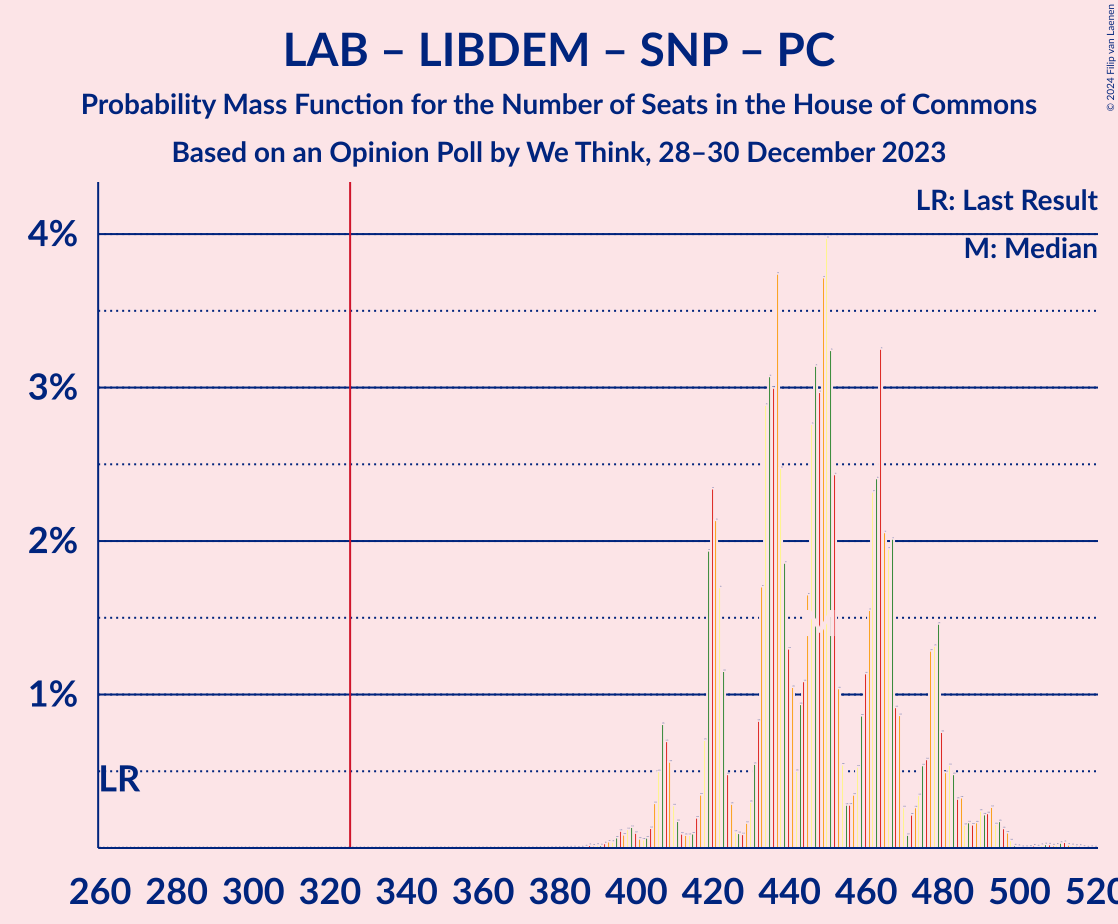 LAB – LIBDEM – SNP – PC
Probability Mass Function for the Number of Seats in the House of Commons
Based on an Opinion Poll by We Think, 28–30 December 2023
© 2024 Filip van Laenen
LR: Last Result
M: Median
4%
3%
2%
1%
LR
260 280 300 320 340 360 380 400 420 440 460 480 500 520